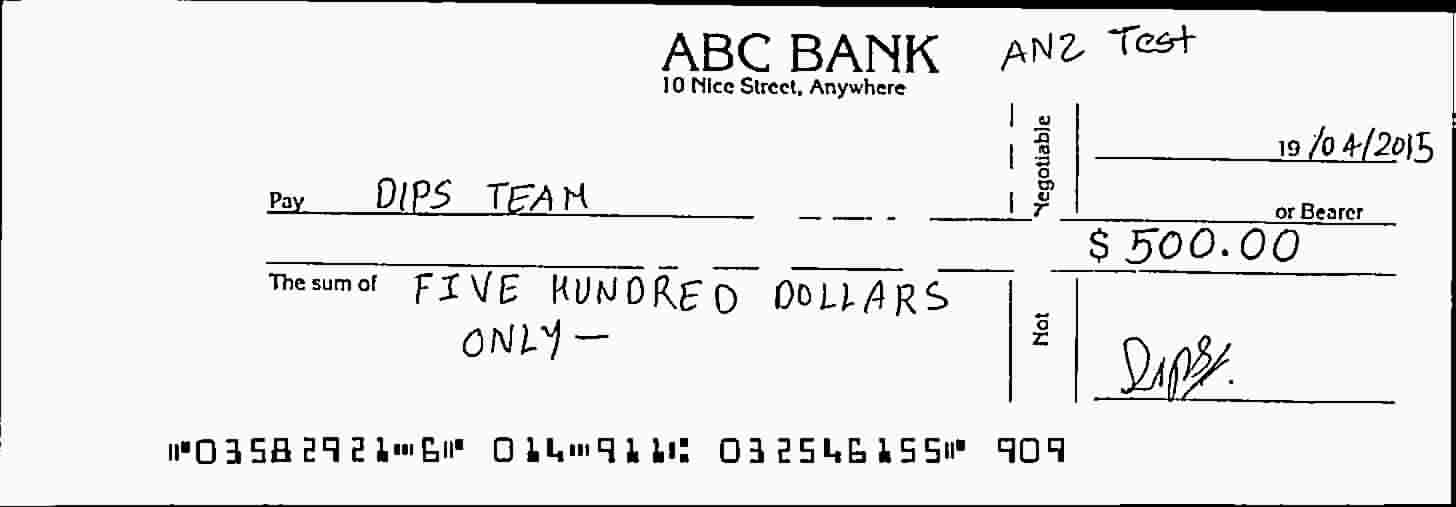 ABC BANK ANZ Test
10 Nice Street, Anywhere
Negotiable
19/04/2015
Pay DIPS TEAM
or Bearer
$ 500.00
The sum of FIVE HUNDRED DOLLARS
ONLY —
Not
Dips
⑈03582921⑉6⑈ 014⑉911⑆ 032546155⑈ 909